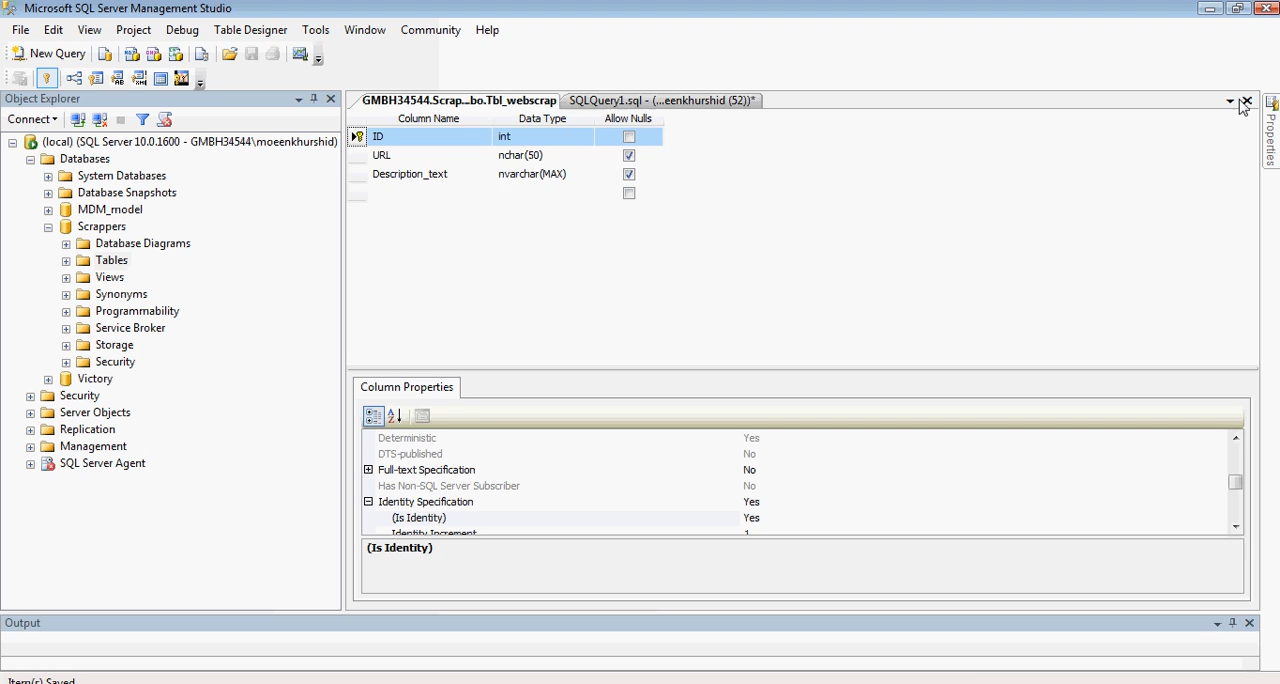 Microsoft SQL Server Management Studio
File Edit View Project Debug Table Designer Tools Window Community Help
New Query
Object Explorer
Connect
(local) (SQL Server 10.0.1600 - GMBH34544\moeenkhurshid)
Databases
System Databases
Database Snapshots
MDM_model
Scrappers
Database Diagrams
Tables
Views
Synonyms
Programmability
Service Broker
Storage
Security
Victory
Security
Server Objects
Replication
Management
SQL Server Agent
GMBH34544.Scrap...bo.Tbl_webscrap SQLQuery1.sql - (...eenkhurshid (52))*
Column Name Data Type Allow Nulls
ID int
URL nchar(50)
Description_text nvarchar(MAX)
Column Properties
Deterministic Yes
DTS-published No
Full-text Specification No
Has Non-SQL Server Subscriber No
Identity Specification Yes
(Is Identity) Yes
Identity Increment 1
(Is Identity)
Properties
Output
Item(s) Saved